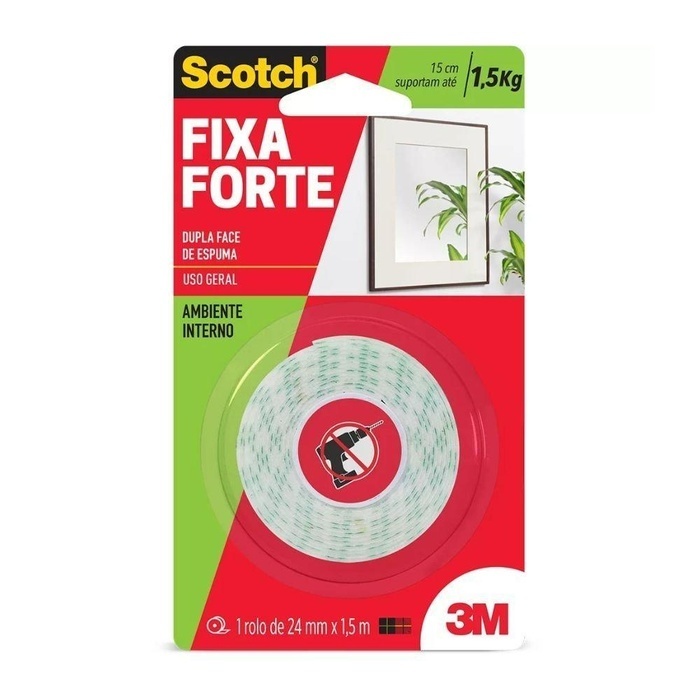 Scotch®
15 cm
suportam até
1,5Kg
FIXA
FORTE
DUPLA FACE
DE ESPUMA
USO GERAL
AMBIENTE
INTERNO
1 rolo de 24 mm x 1,5 m
3M